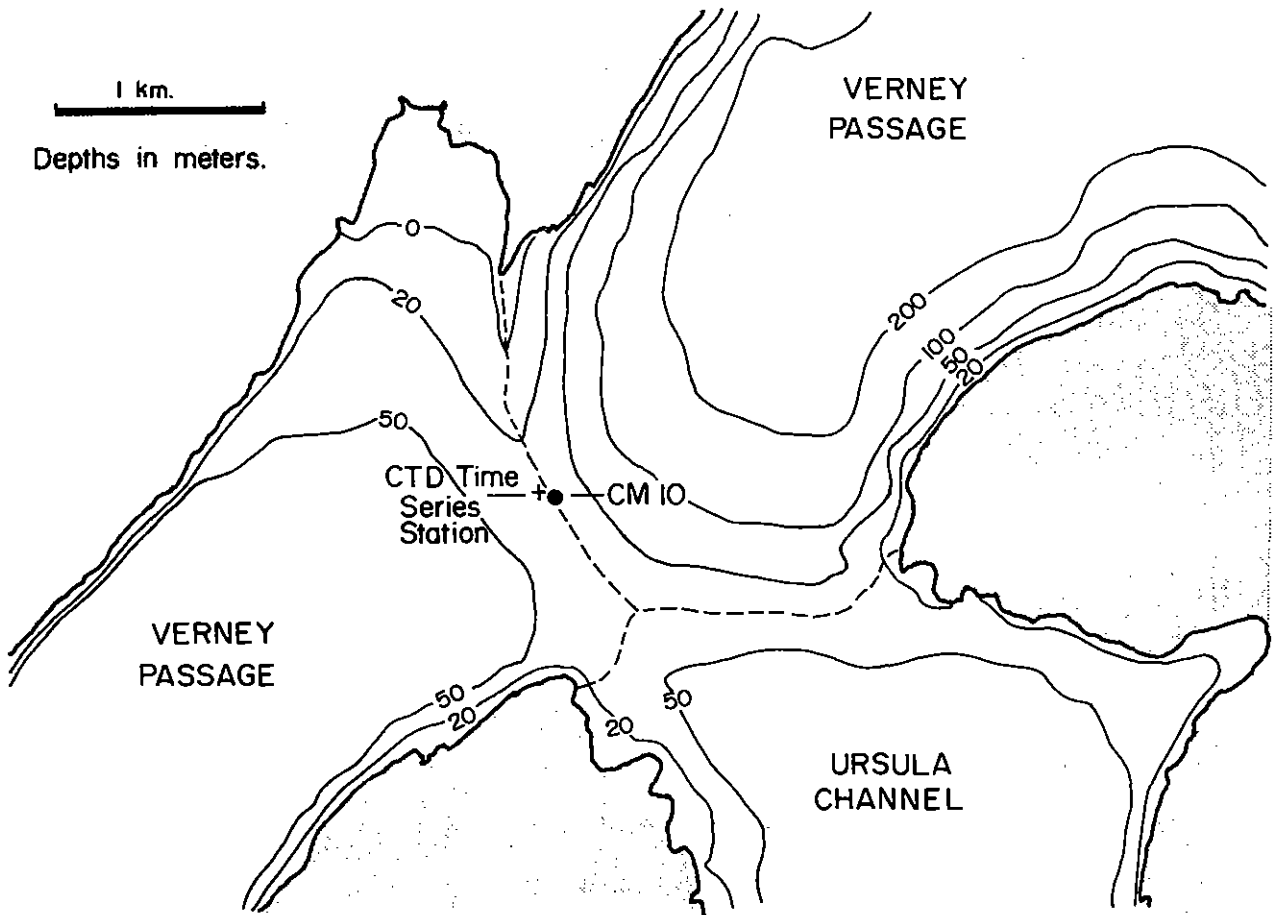 1 km.
Depths in meters.
VERNEY
PASSAGE
0
20
50
200
100
50
20
CTD Time
Series
Station
CM 10
VERNEY
PASSAGE
50
20
20
50
URSULA
CHANNEL